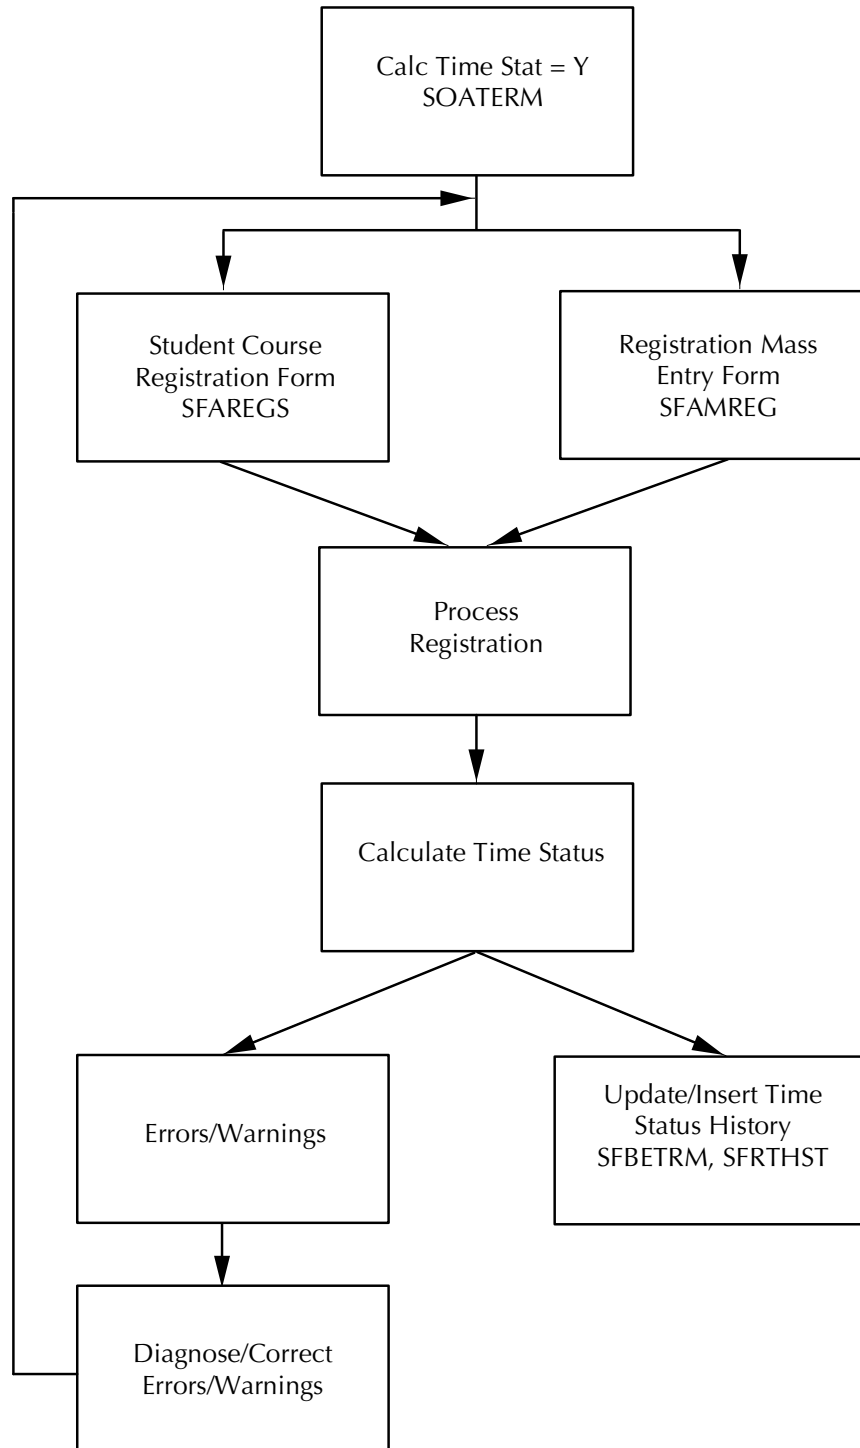 Calc Time Stat = Y
SOATERM
Student Course
Registration Form
SFAREGS
Registration Mass
Entry Form
SFAMREG
Process
Registration
Calculate Time Status
Errors/Warnings
Update/Insert Time
Status History
SFBETRM, SFRTHST
Diagnose/Correct
Errors/Warnings